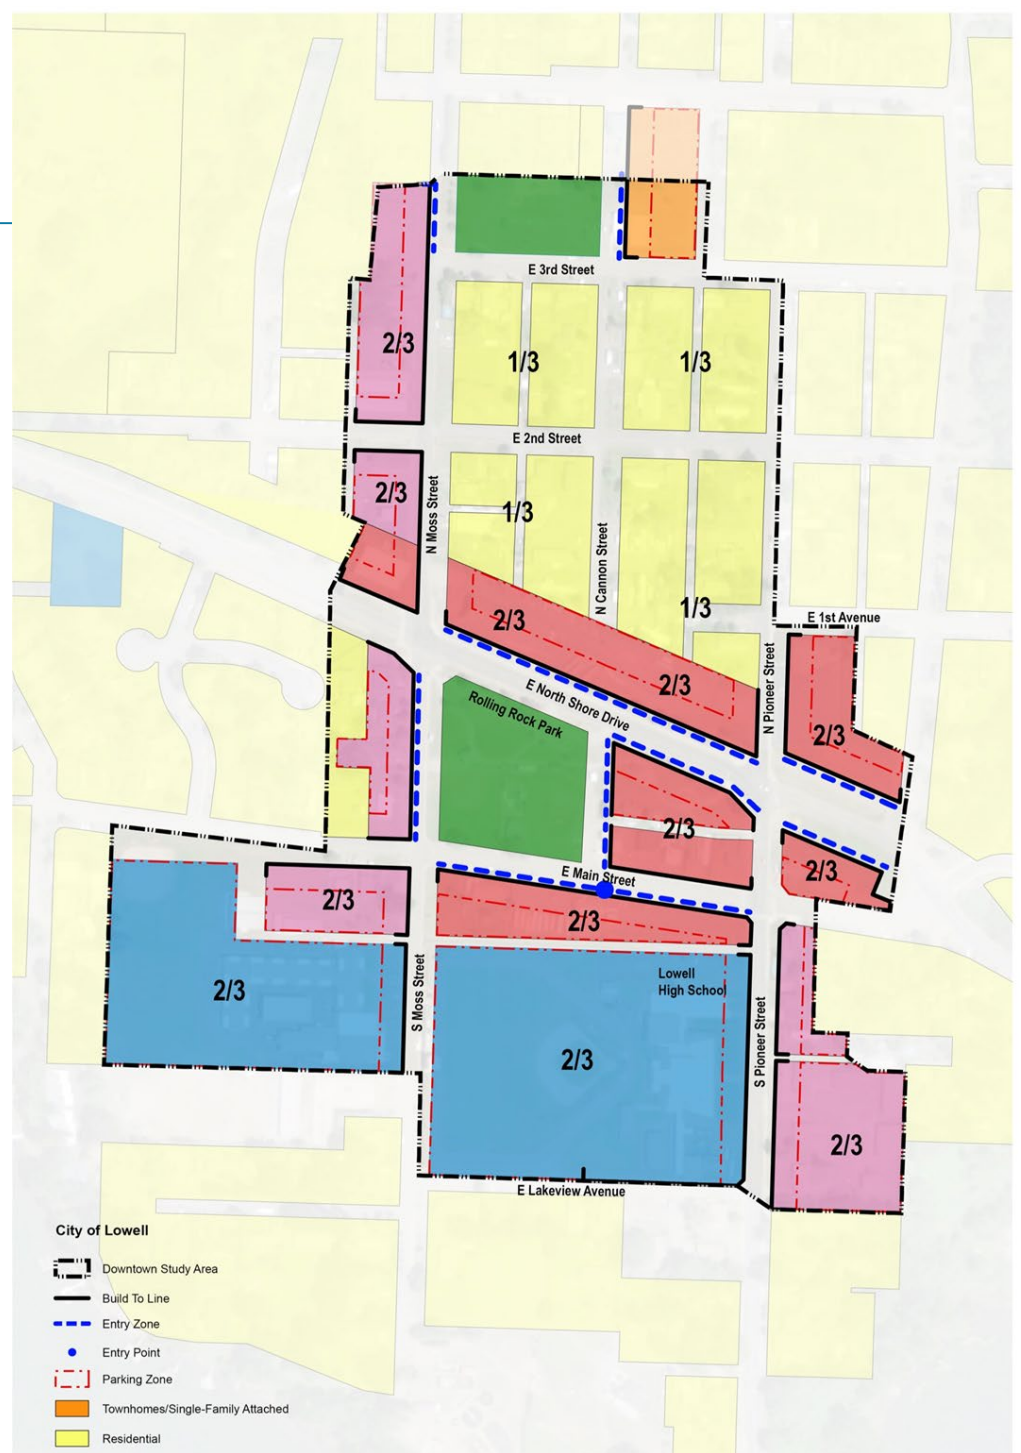 E 3rd Street
2/3
1/3
1/3
E 2nd Street
2/3
N Moss Street
1/3
N Cannon Street
1/3
E 1st Avenue
2/3
2/3
N Pioneer Street
E North Shore Drive
Rolling Rock Park
2/3
2/3
2/3
E Main Street
2/3
2/3
2/3
S Moss Street
Lowell
High School
S Pioneer Street
2/3
2/3
E Lakeview Avenue
City of Lowell
Downtown Study Area
Build To Line
Entry Zone
Entry Point
Parking Zone
Townhomes/Single-Family Attached
Residential